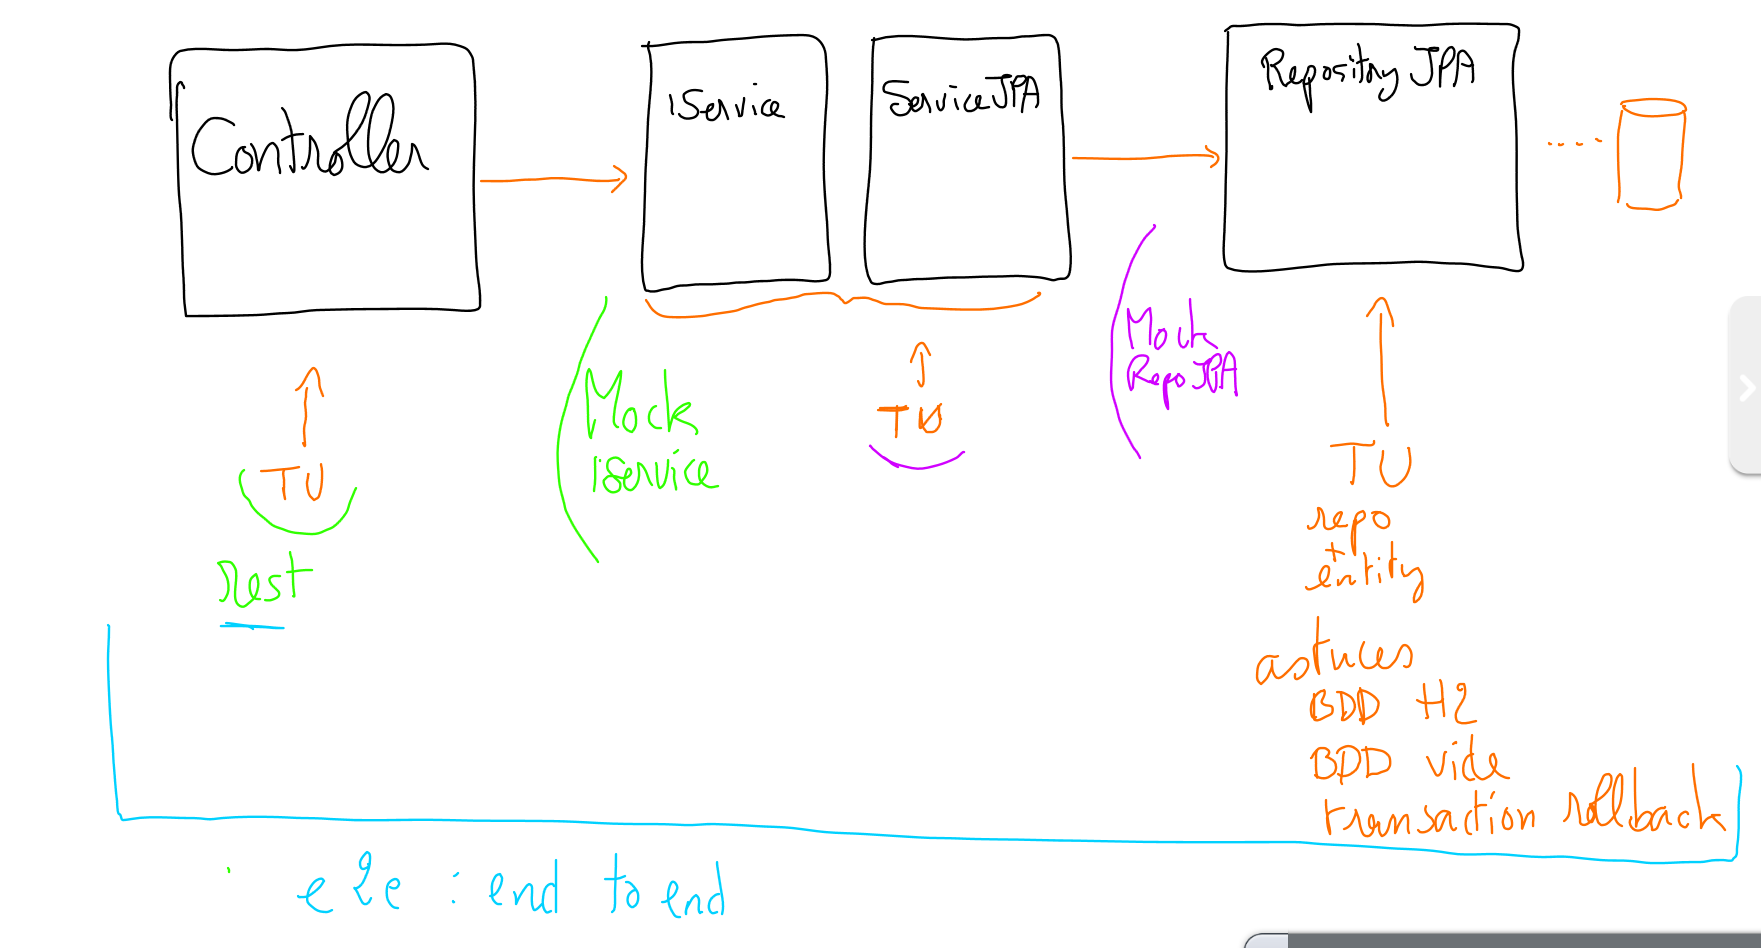 Controller
iService
ServiceJPA
Repository JPA
Mock
iService
Mock
Repo JPA
TU
rest
TU
TU
repo
+
entity
astuces
BDD H2
BDD vide
transaction rollback
e2e : end to end